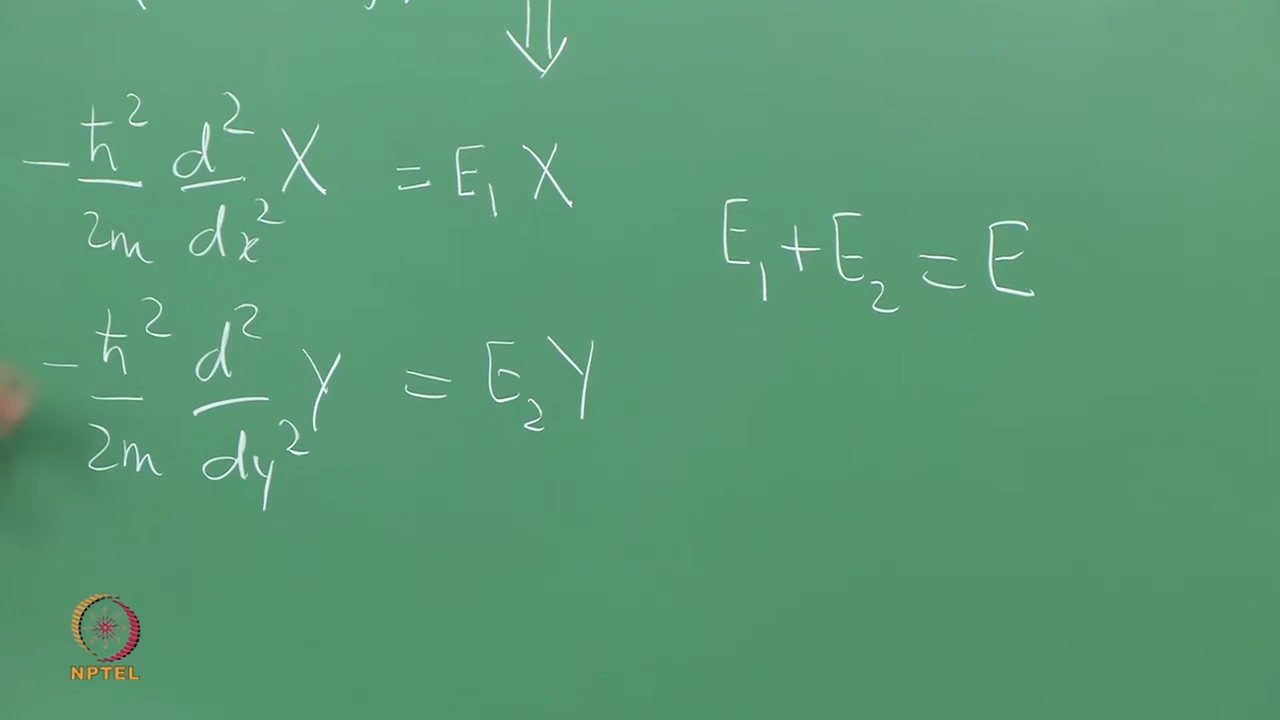 -ħ²/2m d²/dx² X = E₁ X
E₁ + E₂ = E
-ħ²/2m d²/dy² Y = E₂ Y
NPTEL